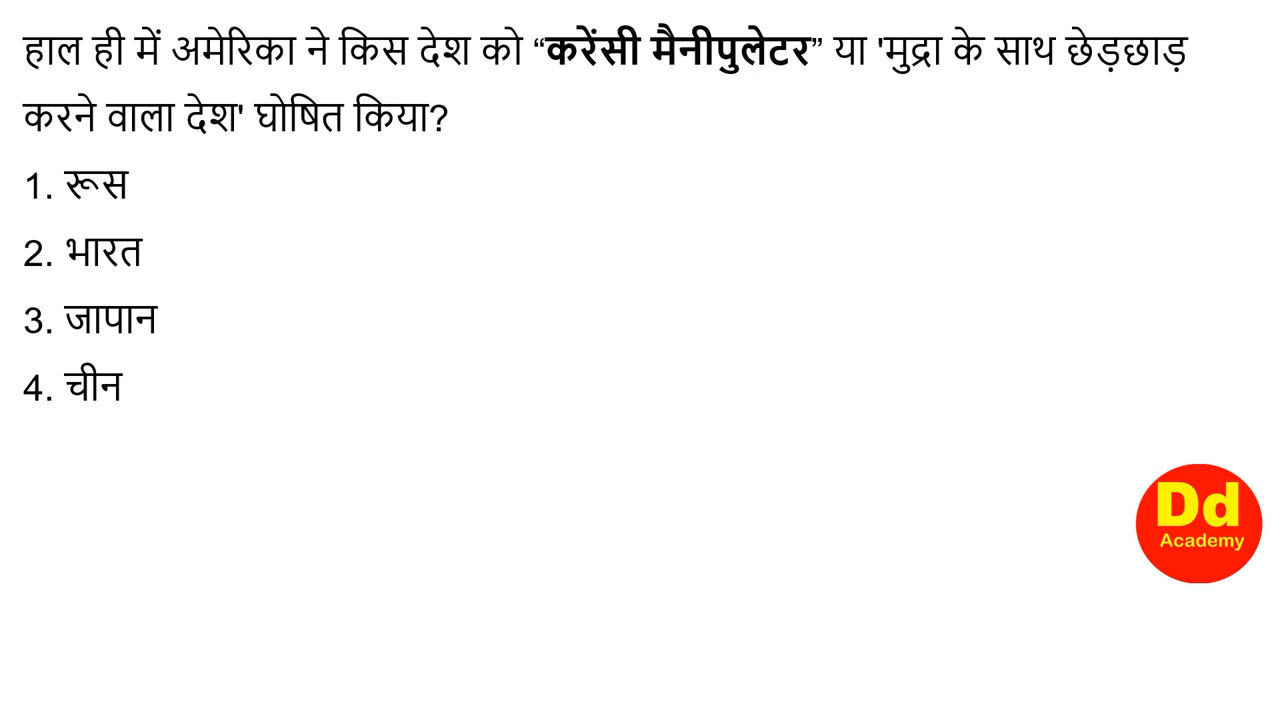 हाल ही में अमेरिका ने किस देश को “करेंसी मैनीपुलेटर” या 'मुद्रा के साथ छेड़छाड़
करने वाला देश' घोषित किया?
1. रूस
2. भारत
3. जापान
4. चीन
Dd
Academy